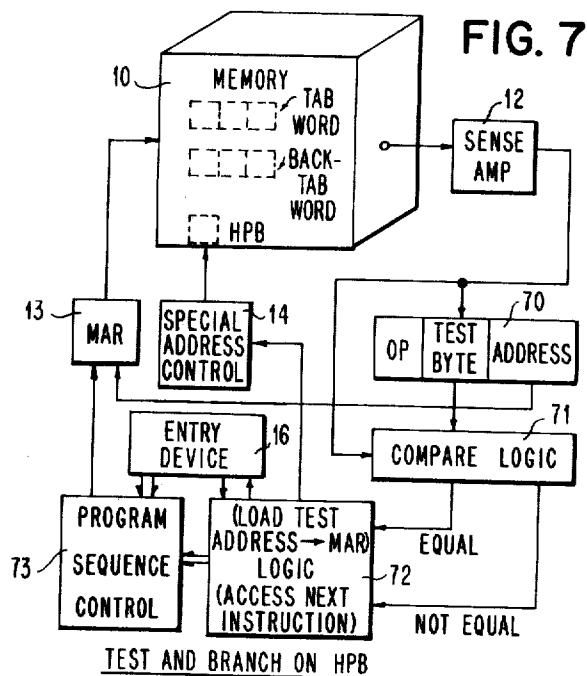 FIG. 7
10
MEMORY
TAB
WORD
BACK-
TAB
WORD
HPB
12
SENSE
AMP
13
MAR
14
SPECIAL
ADDRESS
CONTROL
70
OP
TEST
BYTE
ADDRESS
71
COMPARE LOGIC
ENTRY
DEVICE
16
PROGRAM
SEQUENCE
CONTROL
73
(LOAD TEST
ADDRESS→MAR)
LOGIC
(ACCESS NEXT
INSTRUCTION)
72
EQUAL
NOT EQUAL
TEST AND BRANCH ON HPB